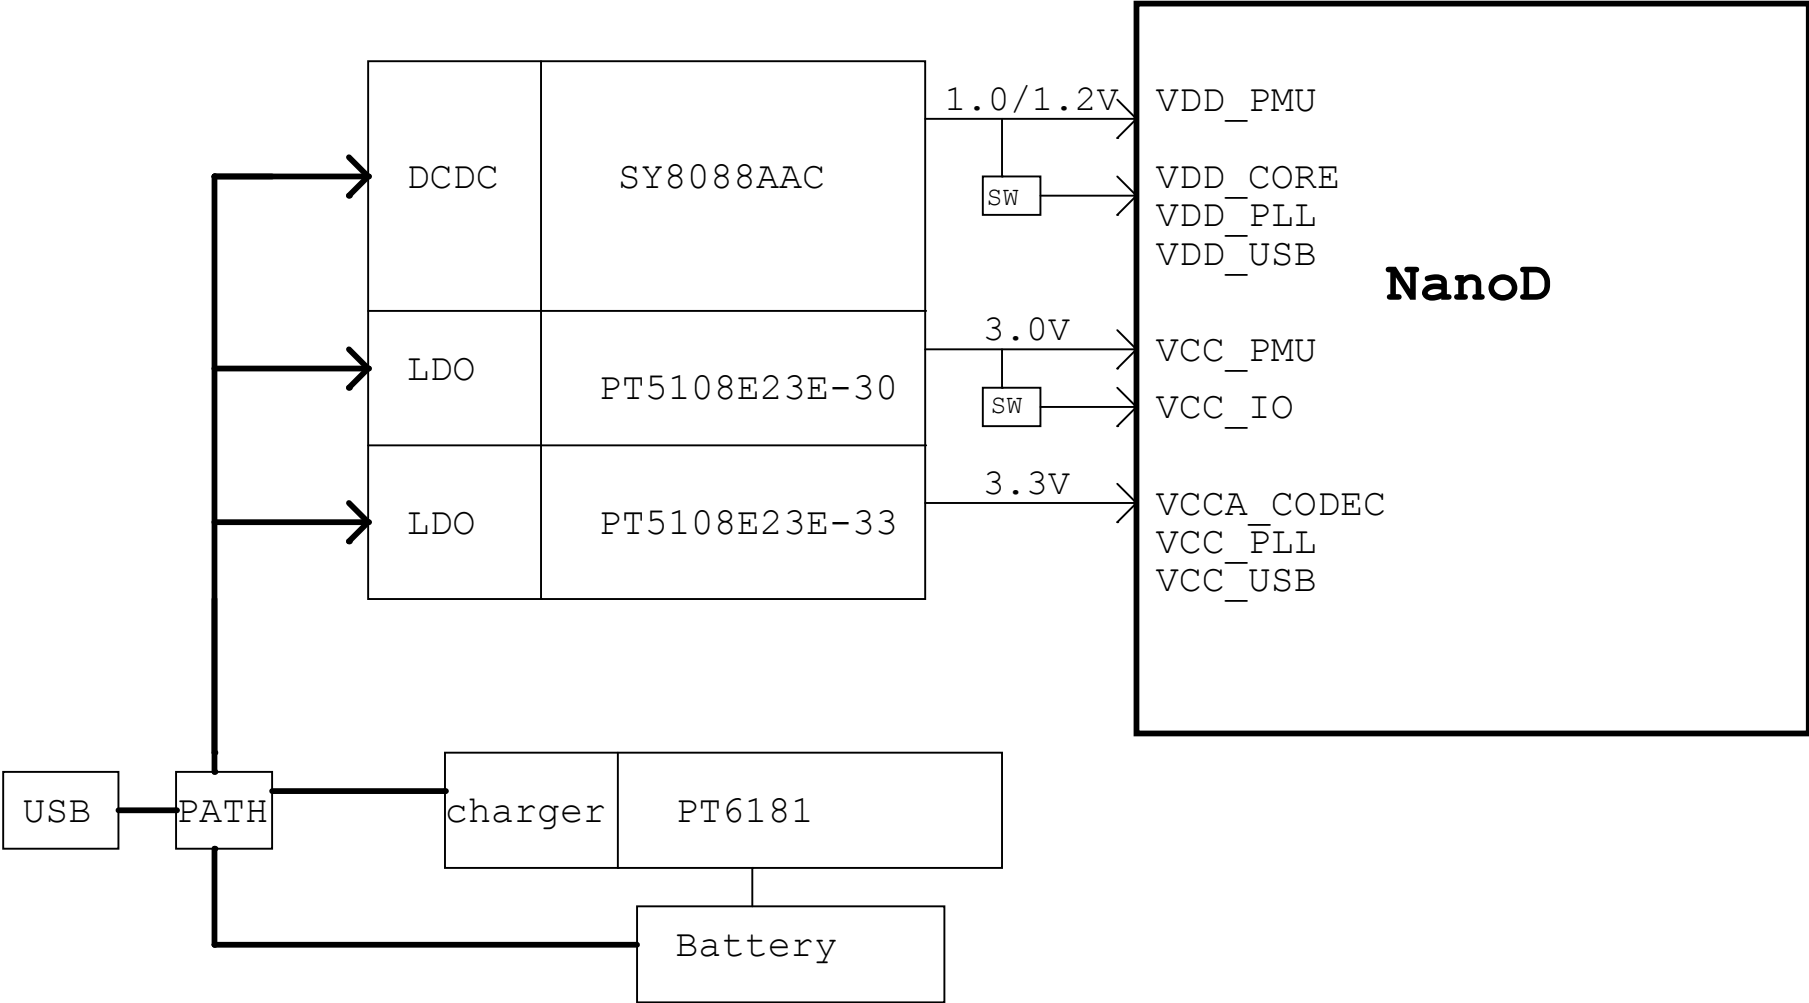 1.0/1.2V
VDD_PMU
DCDC
SY8088AAC
SW
VDD_CORE
VDD_PLL
VDD_USB
NanoD
3.0V
VCC_PMU
LDO
PT5108E23E-30
SW
VCC_IO
3.3V
VCCA_CODEC
LDO
PT5108E23E-33
VCC_PLL
VCC_USB
USB
PATH
charger
PT6181
Battery